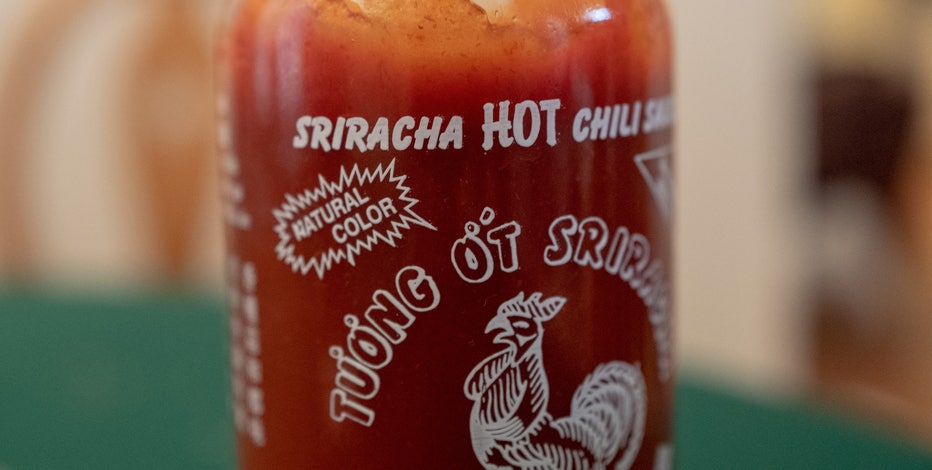 SRIRACHA HOT CHILI
NATURAL
COLOR
TƯƠNG ỚT